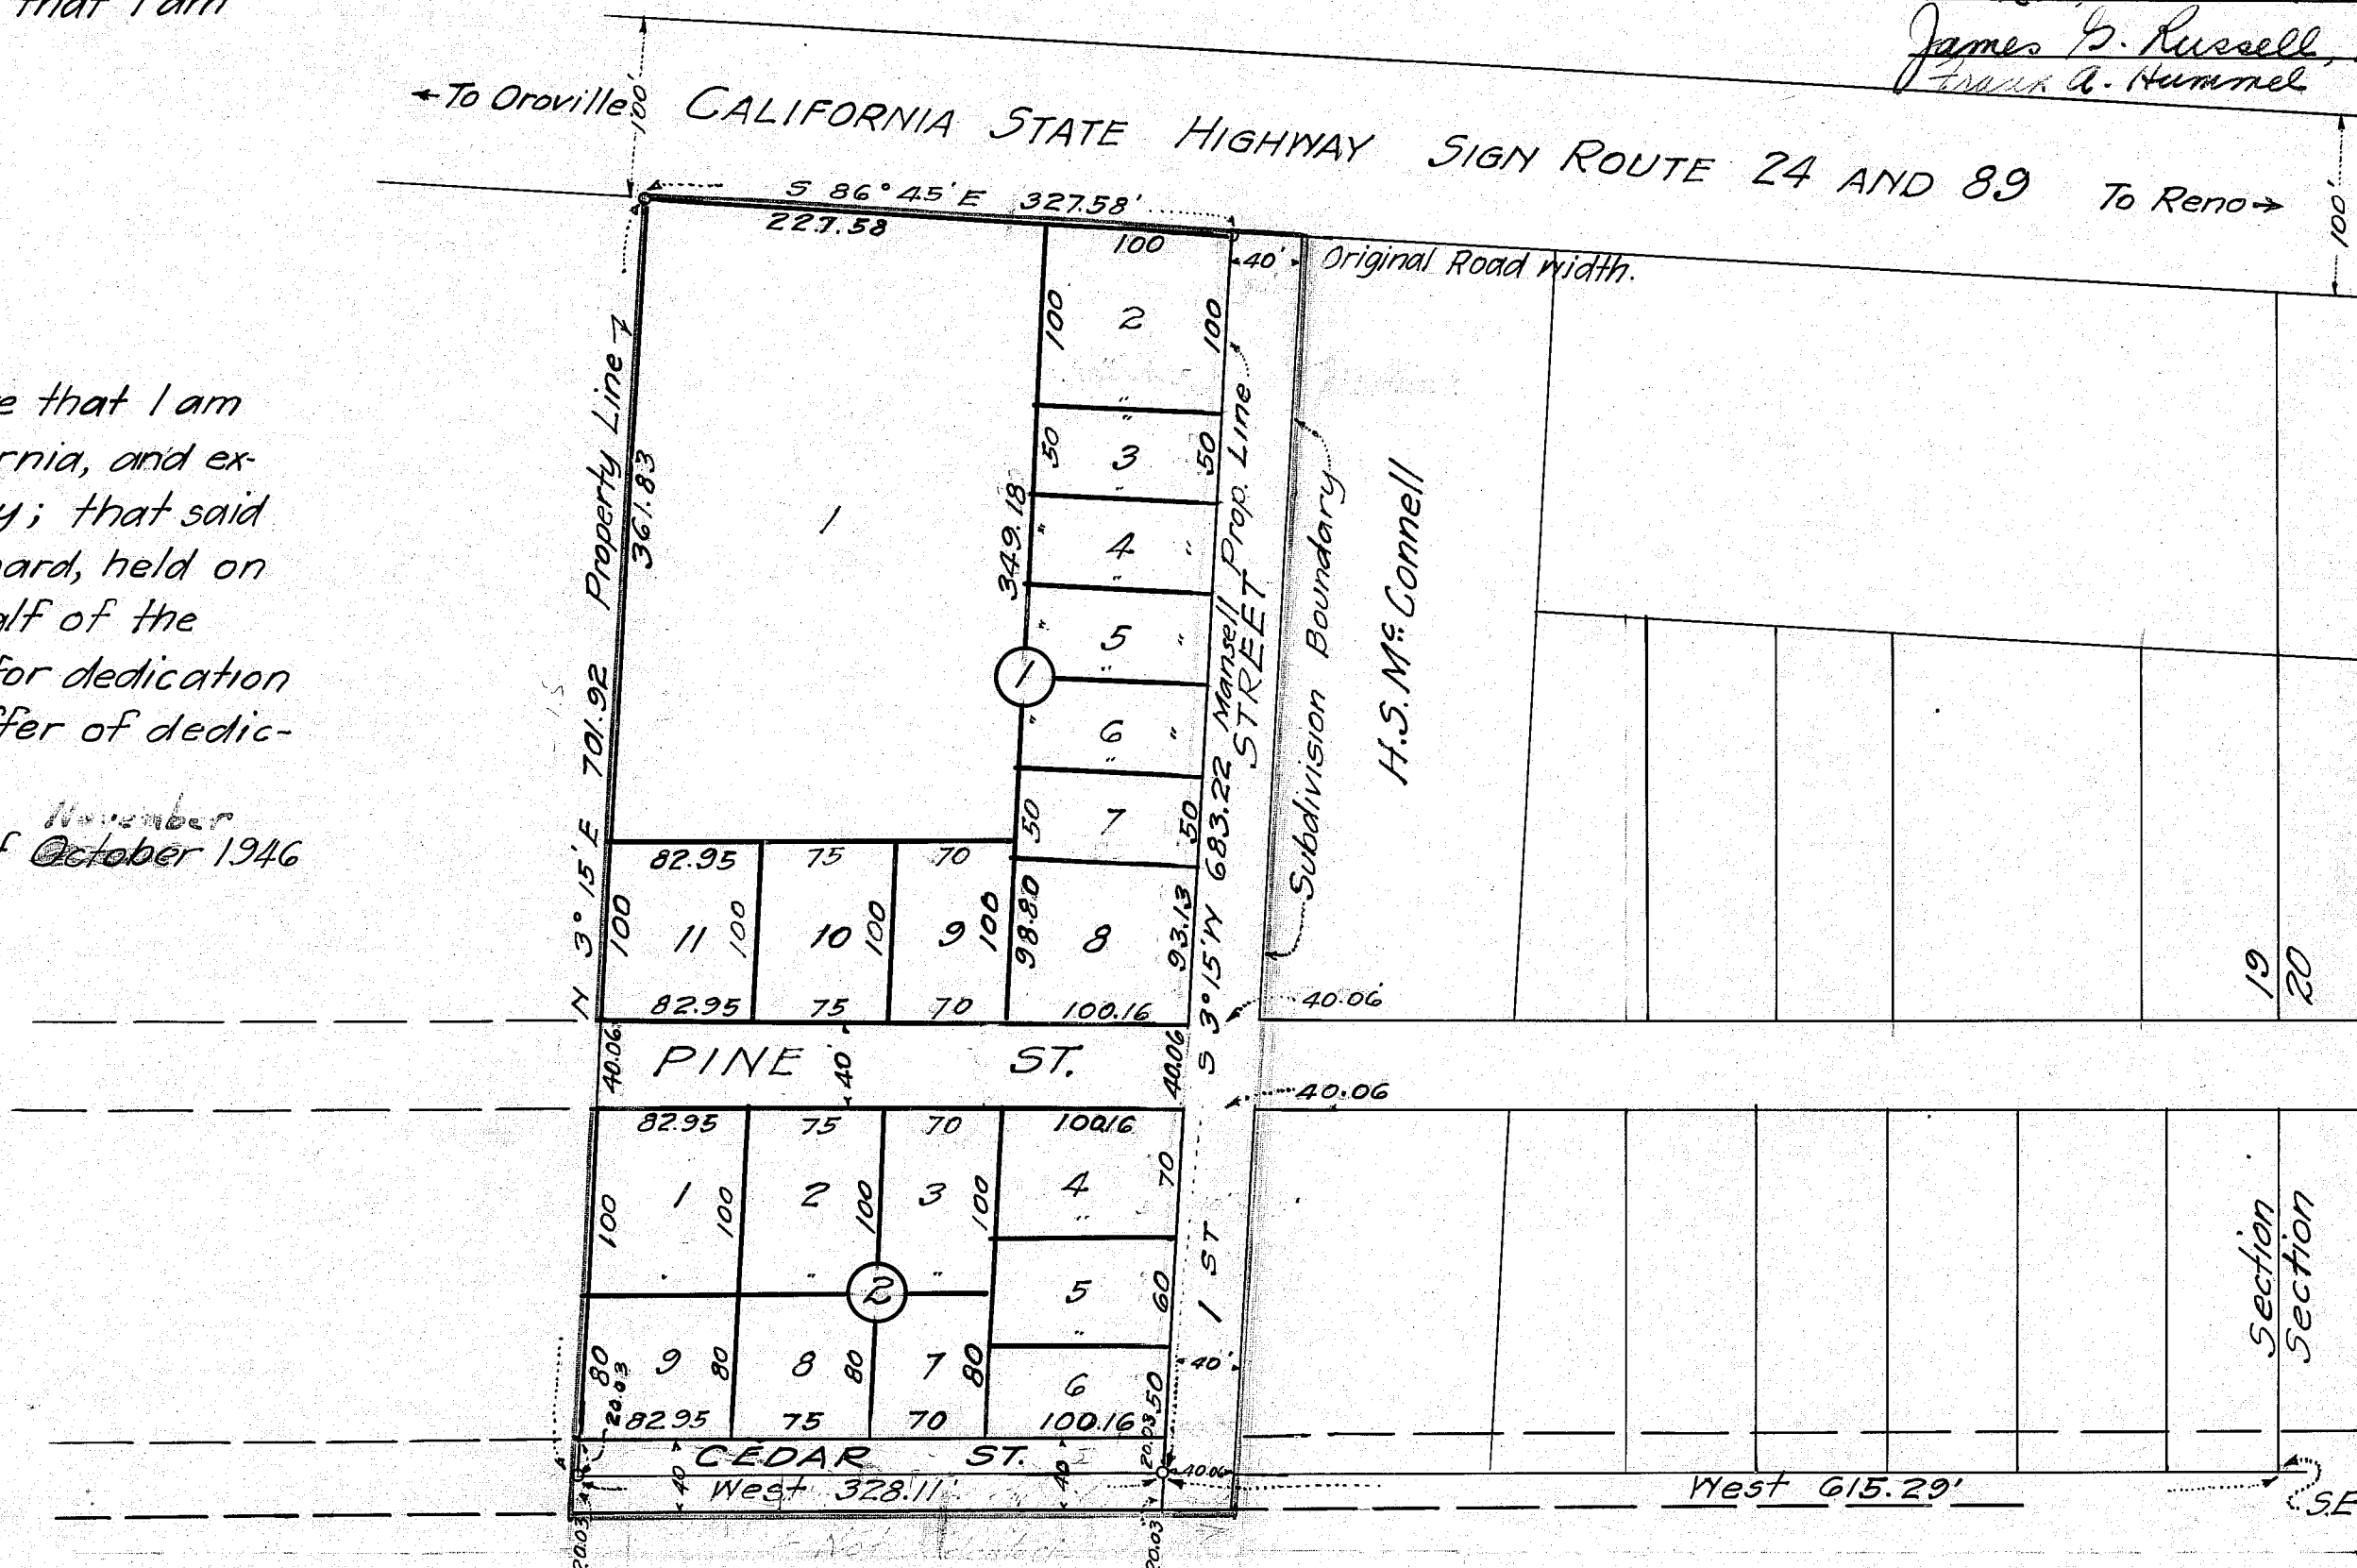 that I am
James G. Russell,
Frank A. Hummel
←To Oroville
100'
CALIFORNIA STATE HIGHWAY SIGN ROUTE 24 AND 89
To Reno→
100'
S 86°45'E 327.58'
227.58
100
40'
Original Road width.
100
2
100
"
"
50
3
50
"
"
4
"
"
"
5
"
"
"
6
"
"
50
7
50
1
361.83
349.18
1
Property Line
N 3°15'E 701.92
Mansell Prop. Line
STREET
S 3°15'W 683.22
Subdivision Boundary
H.S. Mc Connell
e that I am
rnia, and ex-
y; that said
ard, held on
alf of the
for dedication
ffer of dedic-
November
f October 1946
82.95 75 70
100
11
100
10
100
9
100
98.80
8
93.13
82.95 75 70 100.16
40.06
19
20
40.06
PINE ST.
40'
40.06
40.06
82.95 75 70 100.16
100
1
100
2
100
3
100
4
70
"
" "
2
5
60
"
1 ST
Section
Section
80
9
80
8
80
7
80
6
50
40'
20.03
82.95 75 70 100.16
20.03
CEDAR ST.
40
40
40.06
West 328.11'
West 615.29'
S.E
20.03
20.03